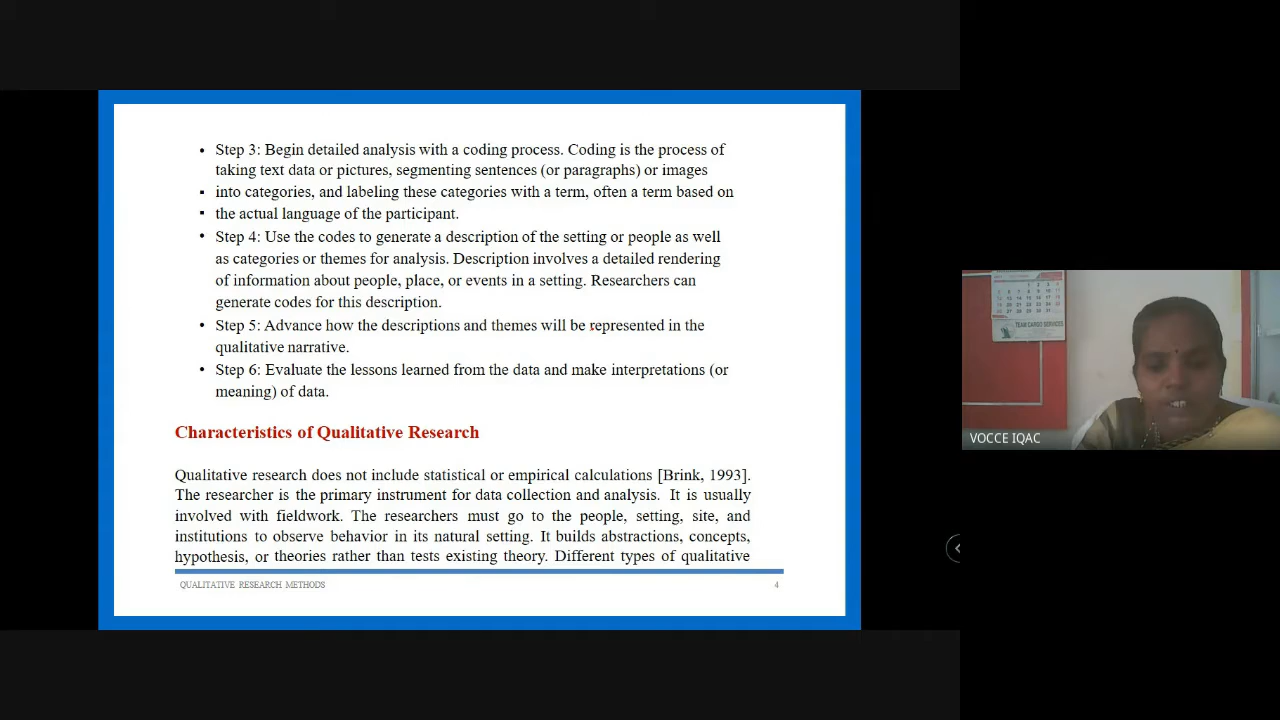 • Step 3: Begin detailed analysis with a coding process. Coding is the process of
taking text data or pictures, segmenting sentences (or paragraphs) or images
▪ into categories, and labeling these categories with a term, often a term based on
▪ the actual language of the participant.
• Step 4: Use the codes to generate a description of the setting or people as well
as categories or themes for analysis. Description involves a detailed rendering
of information about people, place, or events in a setting. Researchers can
generate codes for this description.
• Step 5: Advance how the descriptions and themes will be represented in the
qualitative narrative.
• Step 6: Evaluate the lessons learned from the data and make interpretations (or
meaning) of data.
Characteristics of Qualitative Research
Qualitative research does not include statistical or empirical calculations [Brink, 1993].
The researcher is the primary instrument for data collection and analysis. It is usually
involved with fieldwork. The researchers must go to the people, setting, site, and
institutions to observe behavior in its natural setting. It builds abstractions, concepts,
hypothesis, or theories rather than tests existing theory. Different types of qualitative
QUALITATIVE RESEARCH METHODS 4
TEAM CARGO SERVICES
VOCCE IQAC